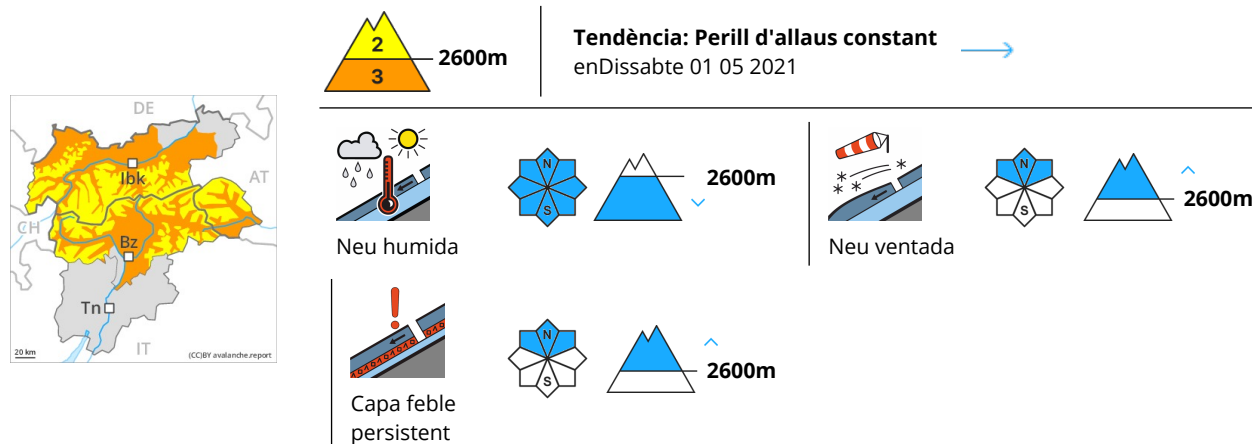 2
3
2600m
Tendència: Perill d'allaus constant
enDissabte 01 05 2021
DE
AT
CH
IT
Ibk
Bz
Tn
20 km
(CC)BY avalanche.report
N
S
2600m
Neu humida
N
S
2600m
Neu ventada
N
S
2600m
Capa feble
persistent